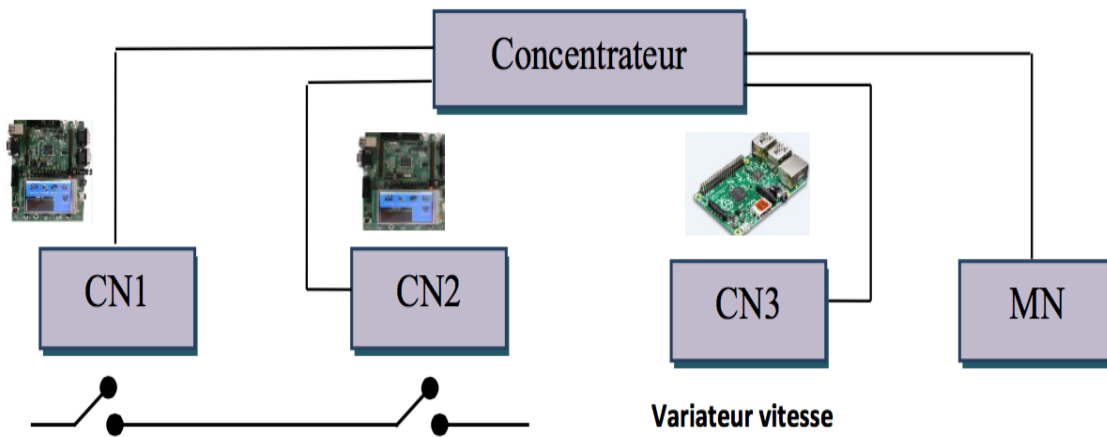 Concentrateur
CN1
CN2
CN3
MN
Variateur vitesse